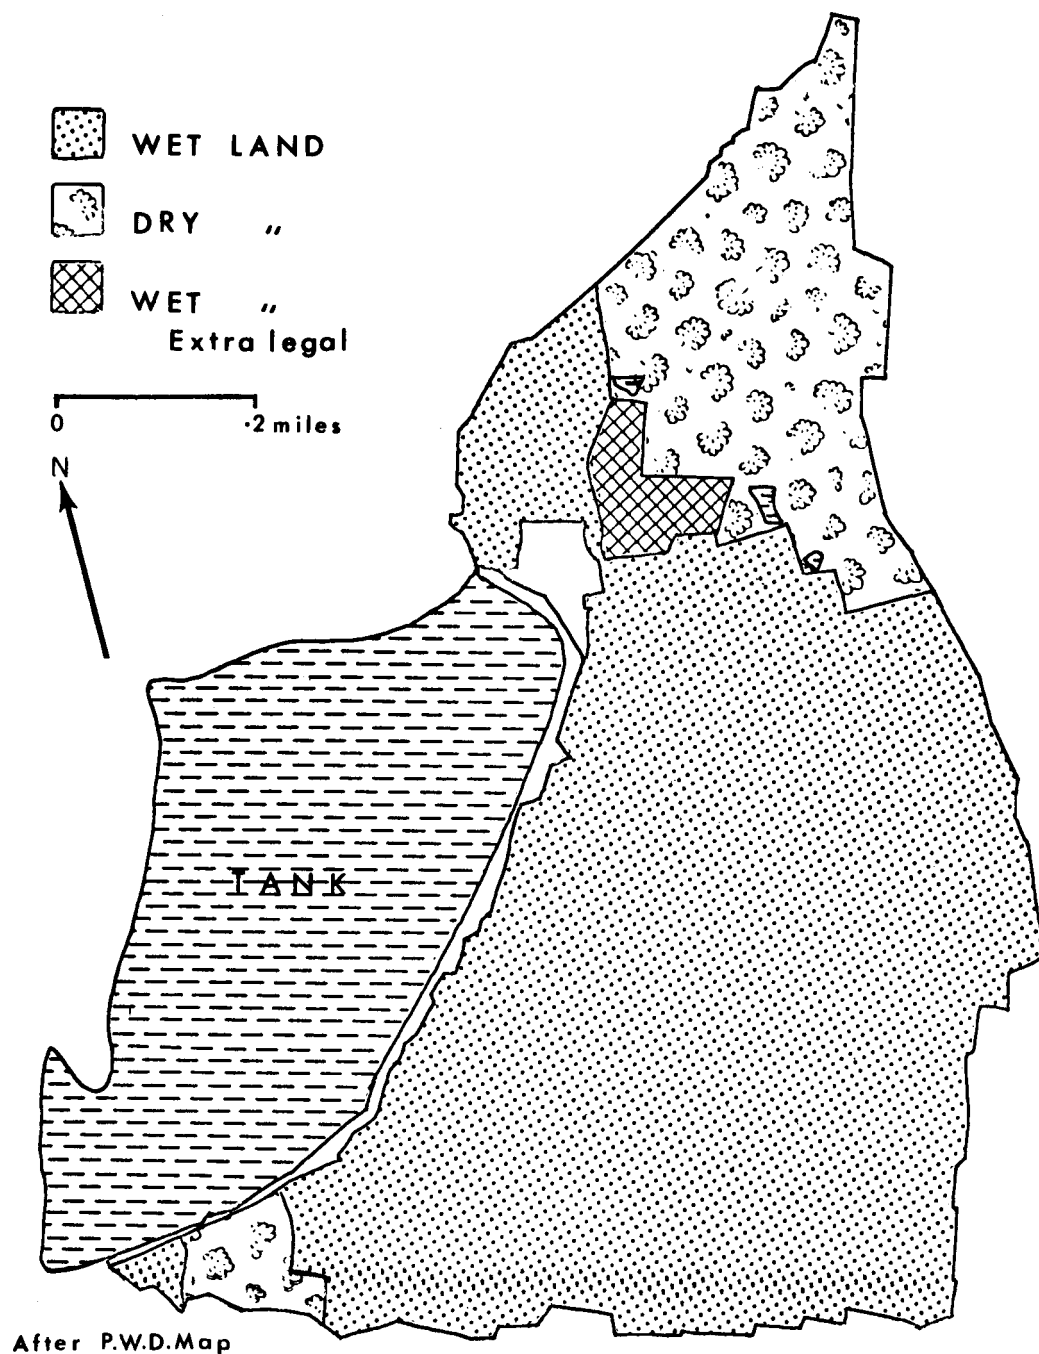 WET LAND
DRY "
WET "
Extra legal
0 .2 miles
N
TANK
After P.W.D. Map